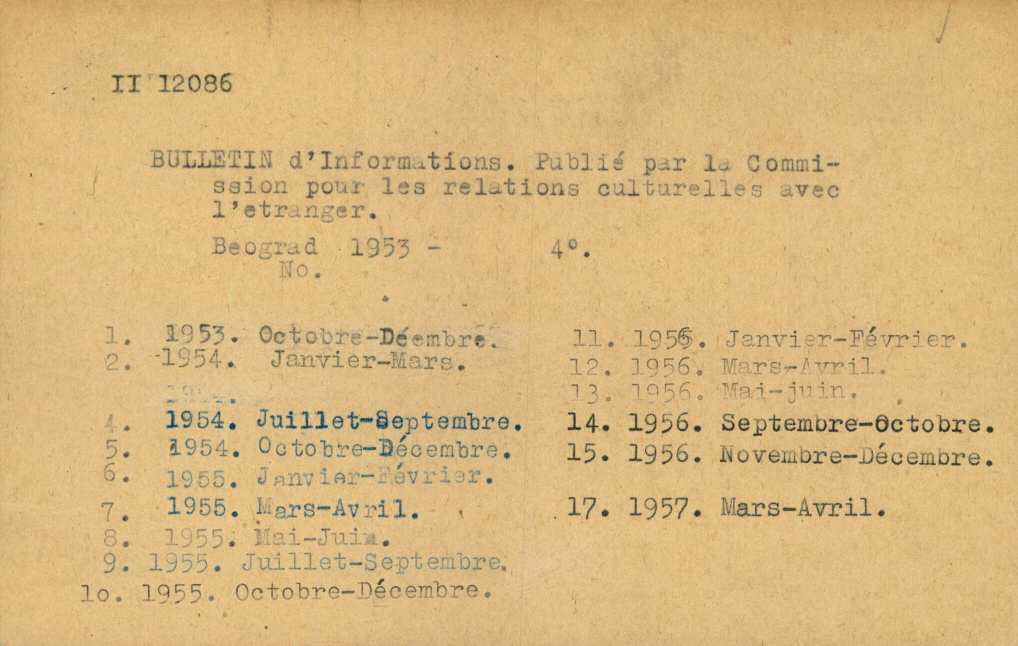 II 12086
BULLETIN d'Informations. Publié par la Commi-
ssion pour les relations culturelles avec
l'etranger.
Beograd 1953 - 4°.
No.
1. 1953. Octobre-Déembre.
2. -1954. Janvier-Mars.
4. 1954. Juillet-Septembre.
5. 1954. Octobre-Décembre.
6. 1955. Janvier-Février.
7. 1955. Mars-Avril.
8. 1955. Mai-Juin.
9. 1955. Juillet-Septembre.
1o. 1955. Octobre-Décembre.
11. 1956. Janvier-Février.
12. 1956. Mars-Avril.
13. 1956. Mai-juin.
14. 1956. Septembre-Octobre.
15. 1956. Novembre-Décembre.
17. 1957. Mars-Avril.